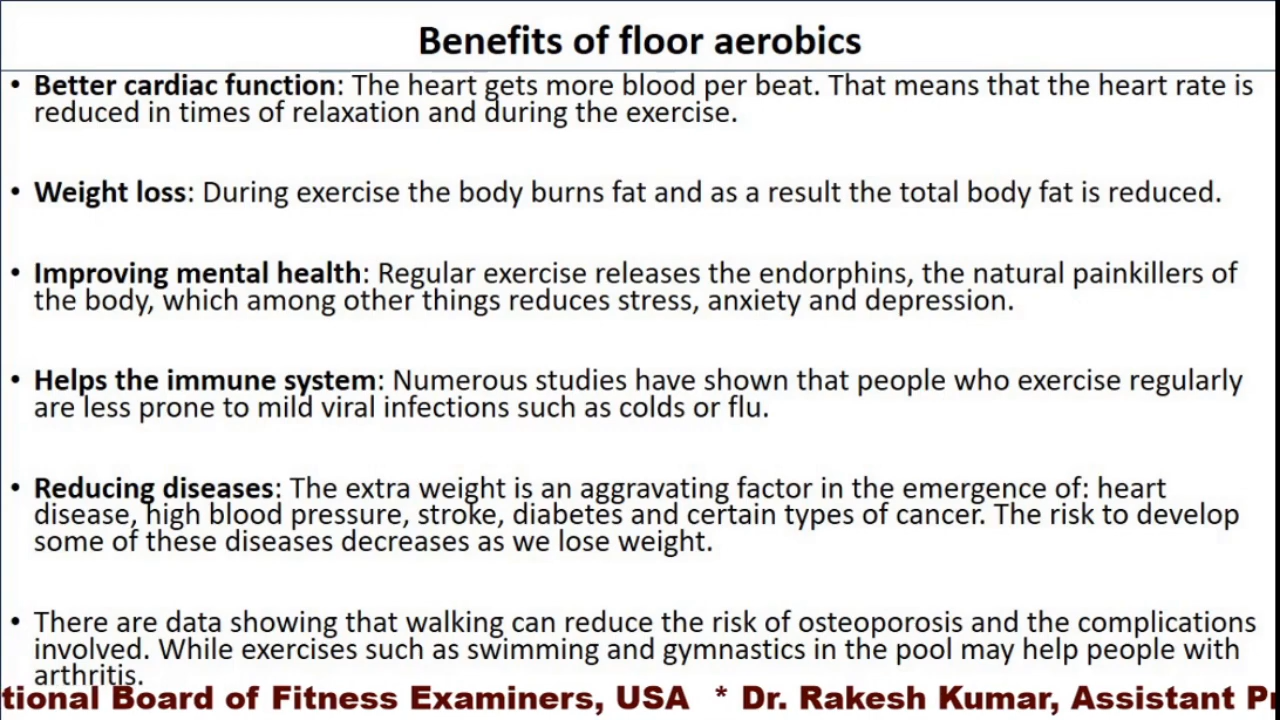 Benefits of floor aerobics
• Better cardiac function: The heart gets more blood per beat. That means that the heart rate is
reduced in times of relaxation and during the exercise.
• Weight loss: During exercise the body burns fat and as a result the total body fat is reduced.
• Improving mental health: Regular exercise releases the endorphins, the natural painkillers of
the body, which among other things reduces stress, anxiety and depression.
• Helps the immune system: Numerous studies have shown that people who exercise regularly
are less prone to mild viral infections such as colds or flu.
• Reducing diseases: The extra weight is an aggravating factor in the emergence of: heart
disease, high blood pressure, stroke, diabetes and certain types of cancer. The risk to develop
some of these diseases decreases as we lose weight.
• There are data showing that walking can reduce the risk of osteoporosis and the complications
involved. While exercises such as swimming and gymnastics in the pool may help people with
arthritis.
tional Board of Fitness Examiners, USA * Dr. Rakesh Kumar, Assistant